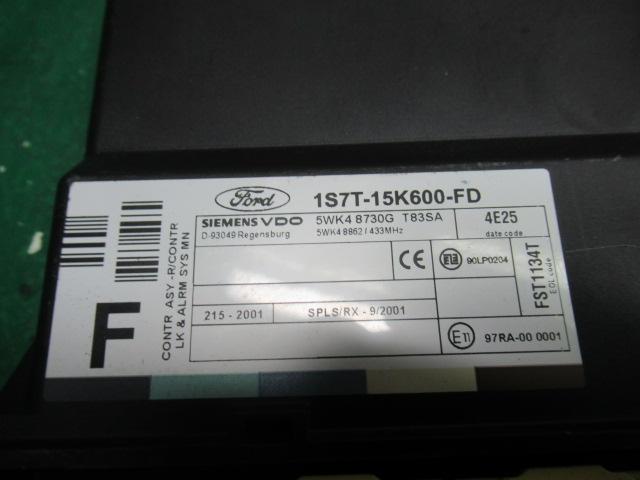 Ford
1S7T-15K600-FD
SIEMENS VDO
D-93049 Regensburg
5WK4 8730G T83SA
5WK4 8862 / 433MHz
4E25
date code
CE
90LP0204
FST1134T
EOL code
215 - 2001
SPLS/RX - 9/2001
E11
97RA-00 0001
CONTR ASY -R/CONTR
LK & ALRM SYS MN
F